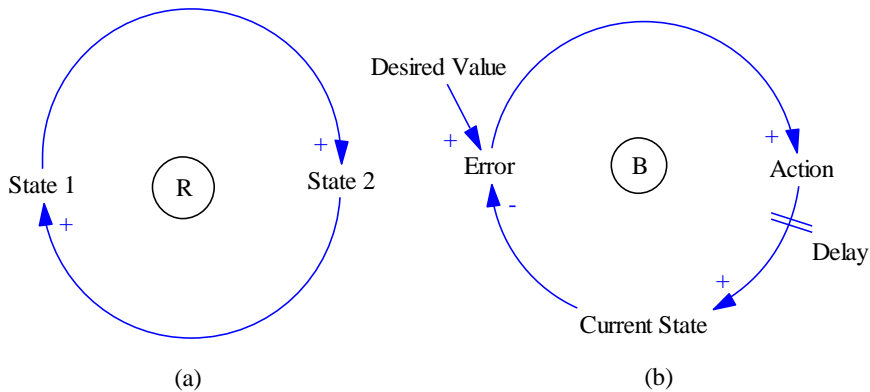 State 1
+
R
+
State 2
(a)
Desired Value
+
Error
-
B
+
Action
Delay
+
Current State
(b)